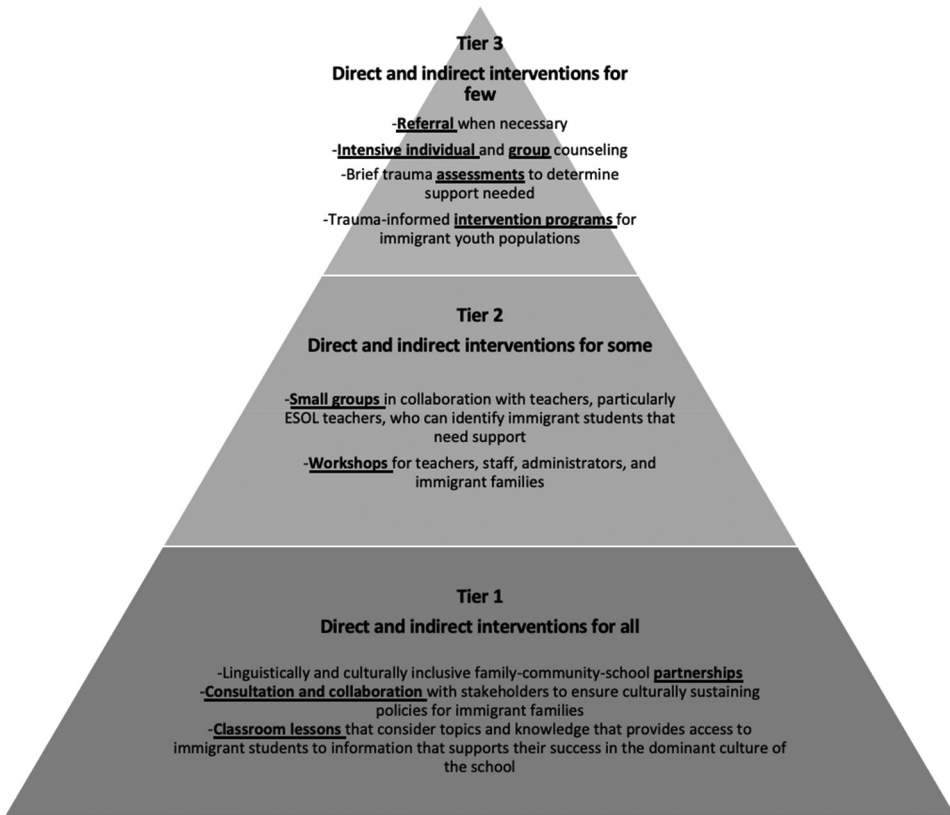 Tier 3
Direct and indirect interventions for
few
-Referral when necessary
-Intensive individual and group counseling
-Brief trauma assessments to determine
support needed
-Trauma-informed intervention programs for
immigrant youth populations
Tier 2
Direct and indirect interventions for some
-Small groups in collaboration with teachers, particularly
ESOL teachers, who can identify immigrant students that
need support
-Workshops for teachers, staff, administrators, and
immigrant families
Tier 1
Direct and indirect interventions for all
-Linguistically and culturally inclusive family-community-school partnerships
-Consultation and collaboration with stakeholders to ensure culturally sustaining
policies for immigrant families
-Classroom lessons that consider topics and knowledge that provides access to
immigrant students to information that supports their success in the dominant culture of
the school